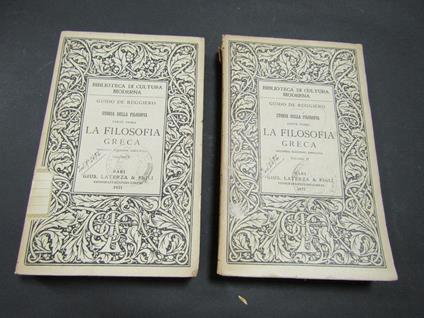 BIBLIOTECA DI CULTURA
MODERNA
GUIDO DE RUGGIERO
STORIA DELLA FILOSOFIA
PARTE PRIMA
LA FILOSOFIA
GRECA
BARI
GIUS. LATERZA & FIGLI
1921
BIBLIOTECA DI CULTURA
MODERNA
GUIDO DE RUGGIERO
STORIA DELLA FILOSOFIA
PARTE PRIMA
LA FILOSOFIA
GRECA
BARI
GIUS. LATERZA & FIGLI
1921